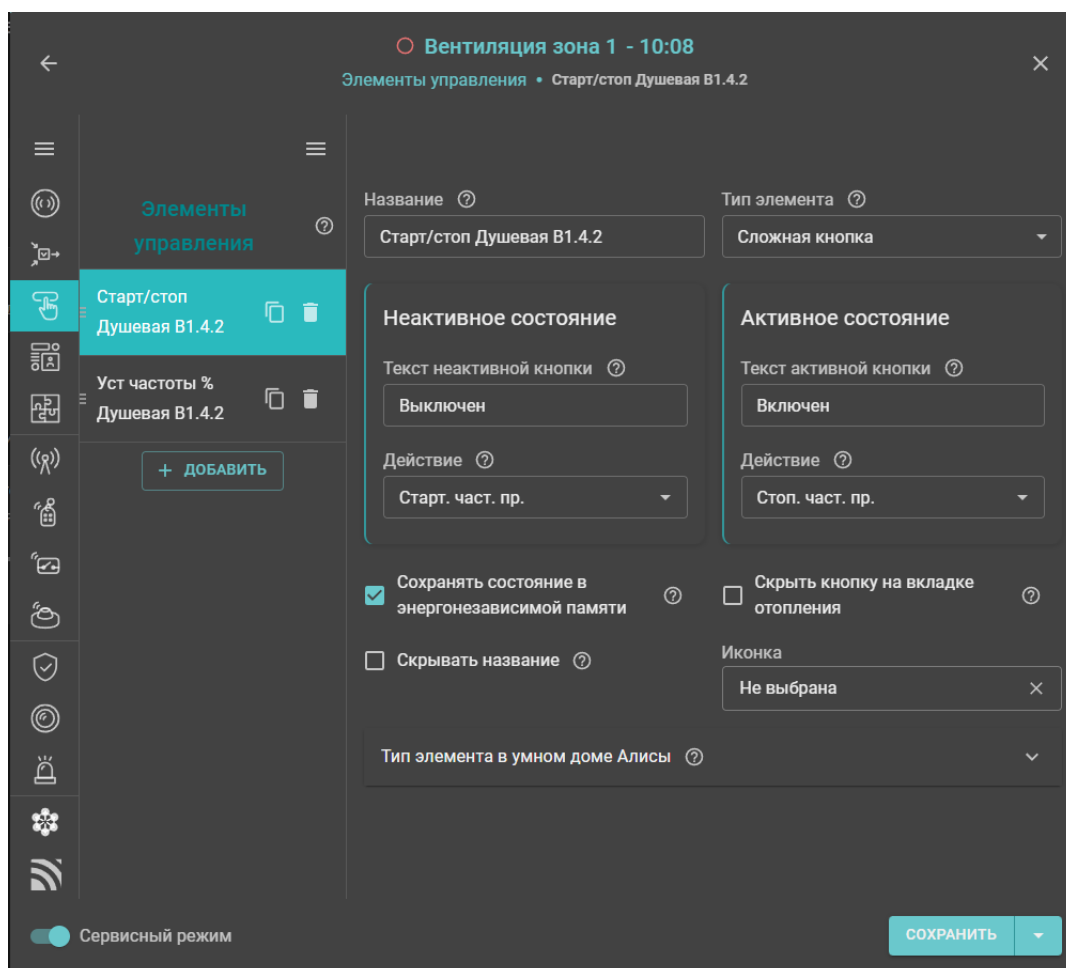 Вентиляция зона 1 - 10:08
Элементы управления • Старт/стоп Душевая В1.4.2
Элементы
управления
Старт/стоп
Душевая В1.4.2
Уст частоты %
Душевая В1.4.2
+ ДОБАВИТЬ
Название
Старт/стоп Душевая В1.4.2
Тип элемента
Сложная кнопка
Неактивное состояние
Текст неактивной кнопки
Выключен
Действие
Старт. част. пр.
Активное состояние
Текст активной кнопки
Включен
Действие
Стоп. част. пр.
Сохранять состояние в
энергонезависимой памяти
Скрыть кнопку на вкладке
отопления
Скрывать название
Иконка
Не выбрана
Тип элемента в умном доме Алисы
Сервисный режим
СОХРАНИТЬ